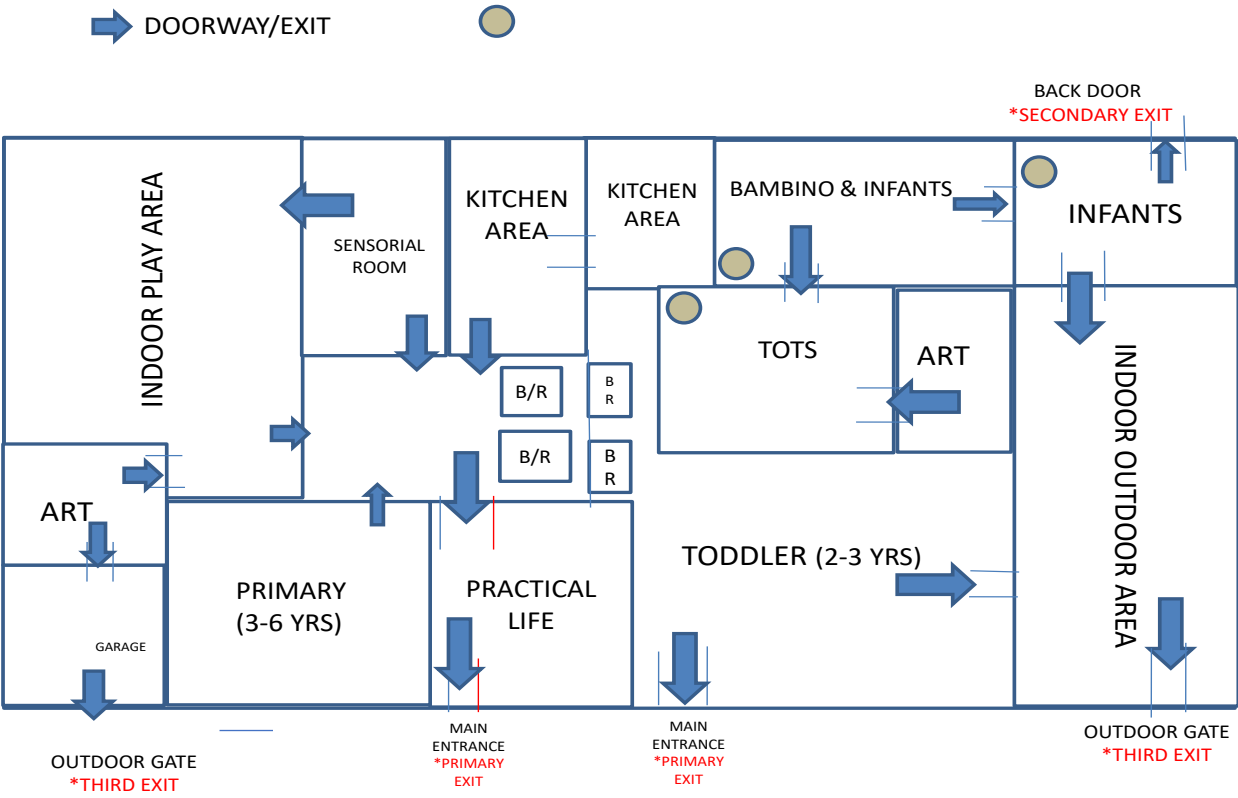 DOORWAY/EXIT
BACK DOOR
*SECONDARY EXIT
INDOOR PLAY AREA
SENSORIAL
ROOM
KITCHEN
AREA
KITCHEN
AREA
BAMBINO & INFANTS
INFANTS
TOTS
ART
INDOOR OUTDOOR AREA
B/R
B
R
B/R
B
R
ART
GARAGE
PRIMARY
(3-6 YRS)
PRACTICAL
LIFE
TODDLER (2-3 YRS)
OUTDOOR GATE
*THIRD EXIT
MAIN
ENTRANCE
*PRIMARY
EXIT
MAIN
ENTRANCE
*PRIMARY
EXIT
OUTDOOR GATE
*THIRD EXIT